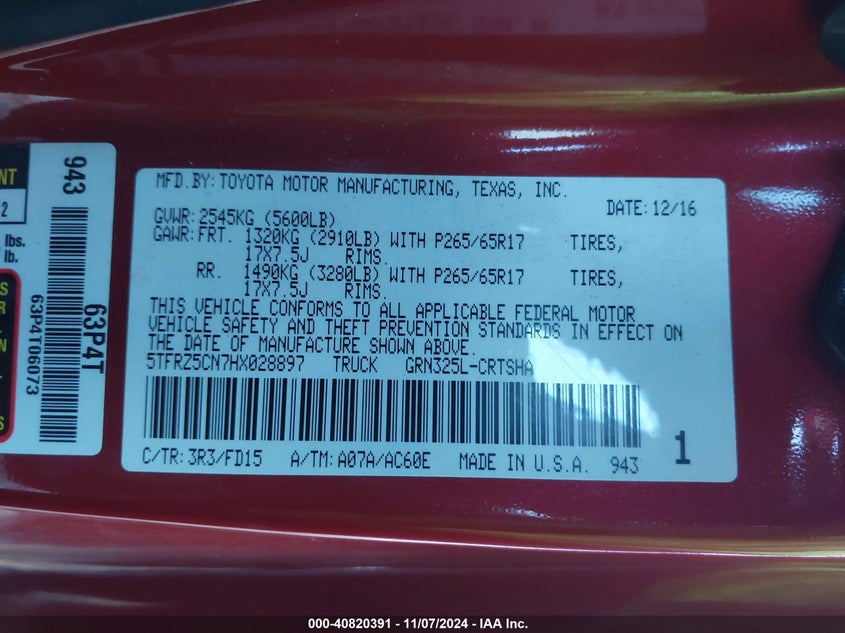 NT
2
lbs.
lb.
S
R
N
S
943
63P4T
63P4T06073
MFD.BY:TOYOTA MOTOR MANUFACTURING, TEXAS, INC.
DATE:12/16
GVWR:2545KG (5600LB)
GAWR:FRT. 1320KG (2910LB) WITH P265/65R17 TIRES,
17X7.5J RIMS.
RR. 1490KG (3280LB) WITH P265/65R17 TIRES,
17X7.5J RIMS.
THIS VEHICLE CONFORMS TO ALL APPLICABLE FEDERAL MOTOR
VEHICLE SAFETY AND THEFT PREVENTION STANDARDS IN EFFECT ON
THE DATE OF MANUFACTURE SHOWN ABOVE.
5TFRZ5CN7HX028897 TRUCK GRN325L-CRTSHA
C/TR:3R3/FD15 A/TM:A07A/AC60E MADE IN U.S.A. 943 1
000-40820391 - 11/07/2024 - IAA Inc.